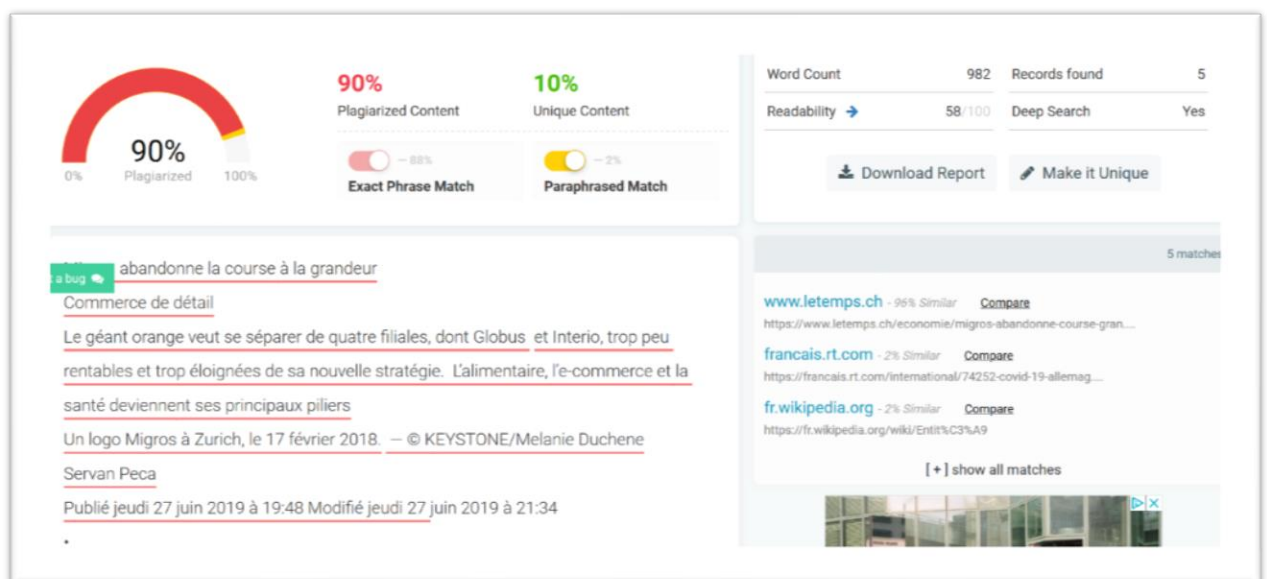 90%
Plagiarized
0%
100%
90%
Plagiarized Content
10%
Unique Content
— 88%
Exact Phrase Match
— 2%
Paraphrased Match
Word Count 982 Records found 5
Readability → 58/100 Deep Search Yes
Download Report
Make it Unique
a bug
abandonne la course à la grandeur
Commerce de détail
Le géant orange veut se séparer de quatre filiales, dont Globus et Interio, trop peu
rentables et trop éloignées de sa nouvelle stratégie. L'alimentaire, l'e-commerce et la
santé deviennent ses principaux piliers
Un logo Migros à Zurich, le 17 février 2018. — © KEYSTONE/Melanie Duchene
Servan Peca
Publié jeudi 27 juin 2019 à 19:48 Modifié jeudi 27 juin 2019 à 21:34
5 matches
www.letemps.ch - 96% Similar Compare
https://www.letemps.ch/economie/migros-abandonne-course-gran....
francais.rt.com - 2% Similar Compare
https://francais.rt.com/international/74252-covid-19-allemag....
fr.wikipedia.org - 2% Similar Compare
https://fr.wikipedia.org/wiki/Entit%C3%A9
[+] show all matches